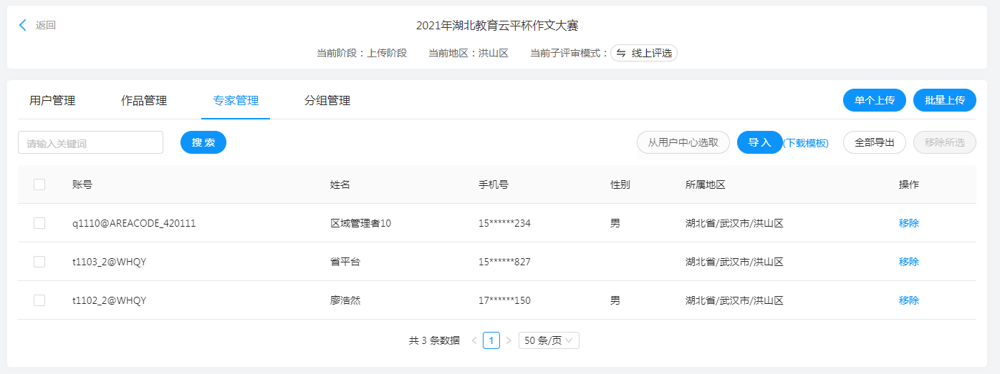 返回
2021年湖北教育云平杯作文大赛
当前阶段：上传阶段 当前地区：洪山区 当前子评审模式： 线上评选
用户管理 作品管理 专家管理 分组管理 单个上传 批量上传
请输入关键词 搜 索 从用户中心选取 导 入 (下载模板) 全部导出 移除所选
账号 姓名 手机号 性别 所属地区 操作
q1110@AREACODE_420111 区域管理者10 15******234 男 湖北省/武汉市/洪山区 移除
t1103_2@WHQY 省平台 15******827 湖北省/武汉市/洪山区 移除
t1102_2@WHQY 廖浩然 17******150 男 湖北省/武汉市/洪山区 移除
共 3 条数据 < 1 > 50 条/页